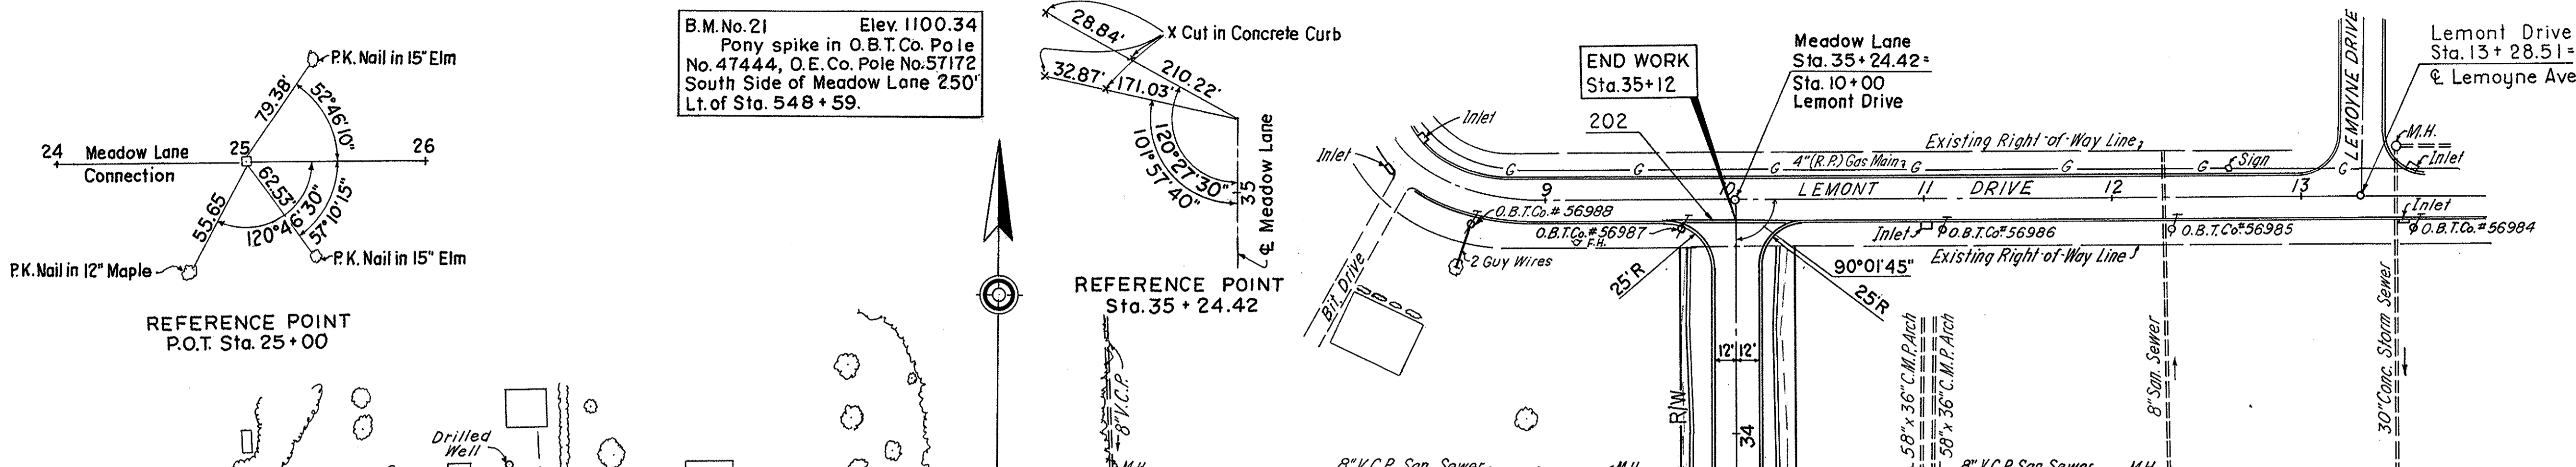 P.K. Nail in 15" Elm
79.38'
52°46'10"
24
Meadow Lane
25
26
Connection
62.53'
55.65
120°46'30"
57°10'15"
P.K. Nail in 12" Maple
P.K. Nail in 15" Elm
REFERENCE POINT
P.O.T. Sta. 25+00
Drilled
Well
B.M. No. 21 Elev. 1100.34
Pony spike in O.B.T. Co. Pole
No. 47444, O.E. Co. Pole No. 57172
South Side of Meadow Lane 250'
Lt. of Sta. 548+59.
28.84'
X Cut in Concrete Curb
210.22'
32.87'
171.03'
120°27'30"
101°57'40"
35
℄ Meadow Lane
REFERENCE POINT
Sta. 35+24.42
8" V.C.P.
M.H.
END WORK
Sta. 35+12
202
Meadow Lane
Sta. 35+24.42=
Sta. 10+00
Lemont Drive
LEMOYNE DRIVE
Lemont Drive
Sta. 13+28.51=
℄ Lemoyne Ave
Inlet
Inlet
Existing Right-of-Way Line
M.H.
G G G 4"(R.P.) Gas Main G G G G
Sign
Inlet
9
10
LEMONT
11
DRIVE
12
13
O.B.T.Co.# 56988
O.B.T.Co.#56987
F.H.
Inlet
O.B.T.Co#56986
O.B.T.Co#56985
Inlet
O.B.T.Co.#56984
2 Guy Wires
Existing Right-of-Way Line
Bit. Drive
25' R
90°01'45"
25'R
12' 12'
R/W
34
58"x 36"C.M.P. Arch
58"x 36"C.M.P. Arch
8" San. Sewer
30"Conc. Storm Sewer
8" V.C.P. San. Sewer
M.H.
8" V.C.P. San Sewer
M.H.